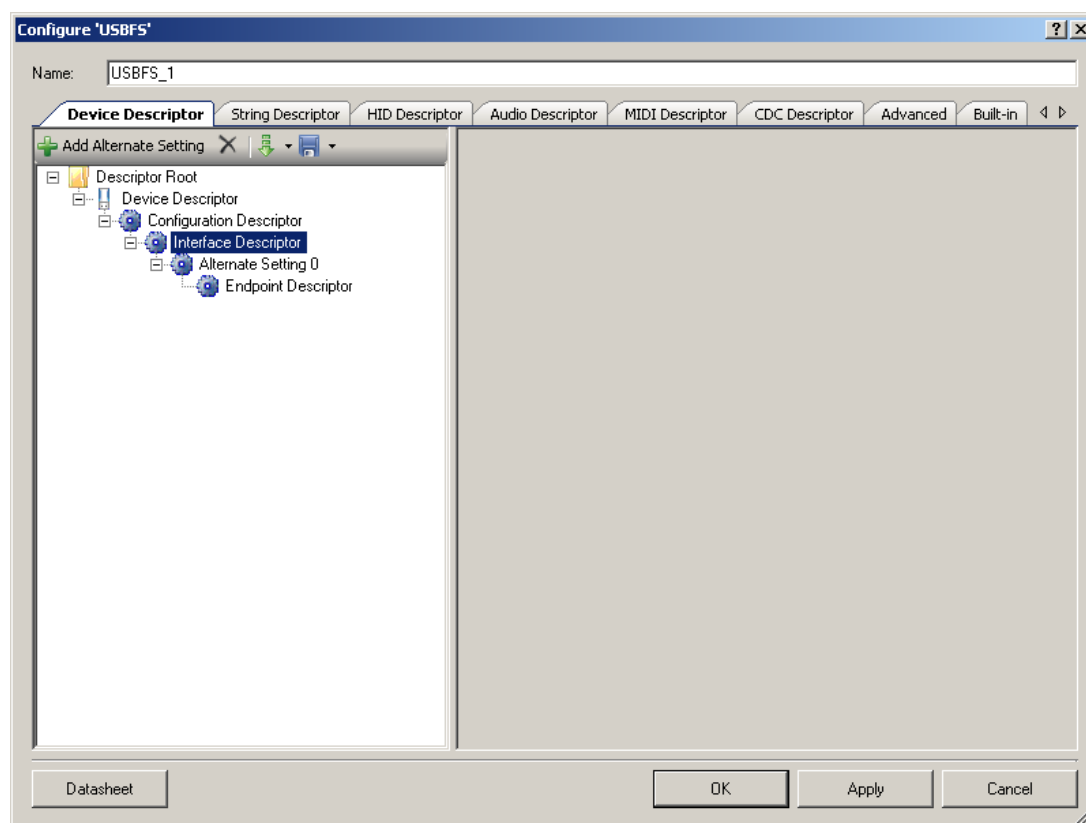 Configure 'USBFS'
Name: USBFS_1
Device Descriptor String Descriptor HID Descriptor Audio Descriptor MIDI Descriptor CDC Descriptor Advanced Built-in
Add Alternate Setting
Descriptor Root
Device Descriptor
Configuration Descriptor
Interface Descriptor
Alternate Setting 0
Endpoint Descriptor
Datasheet OK Apply Cancel